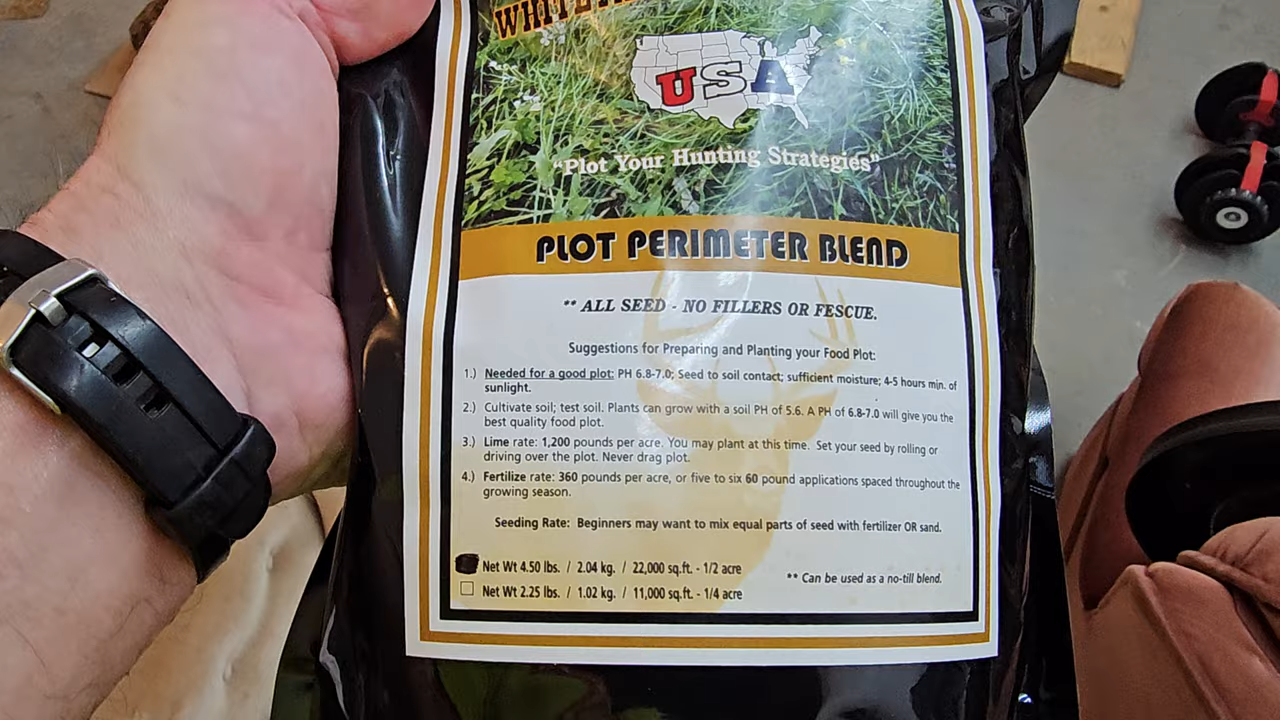 USA
"Plot Your Hunting Strategies"
PLOT PERIMETER BLEND
** ALL SEED - NO FILLERS OR FESCUE.
Suggestions for Preparing and Planting your Food Plot:
1.) Needed for a good plot: PH 6.8-7.0; Seed to soil contact; sufficient moisture; 4-5 hours min. of
sunlight.
2.) Cultivate soil; test soil. Plants can grow with a soil PH of 5.6. A PH of 6.8-7.0 will give you the
best quality food plot.
3.) Lime rate: 1,200 pounds per acre. You may plant at this time. Set your seed by rolling or
driving over the plot. Never drag plot.
4.) Fertilize rate: 360 pounds per acre, or five to six 60 pound applications spaced throughout the
growing season.
Seeding Rate: Beginners may want to mix equal parts of seed with fertilizer OR sand.
Net Wt 4.50 lbs. / 2.04 kg. / 22,000 sq.ft. - 1/2 acre
** Can be used as a no-till blend.
Net Wt 2.25 lbs. / 1.02 kg. / 11,000 sq.ft. - 1/4 acre